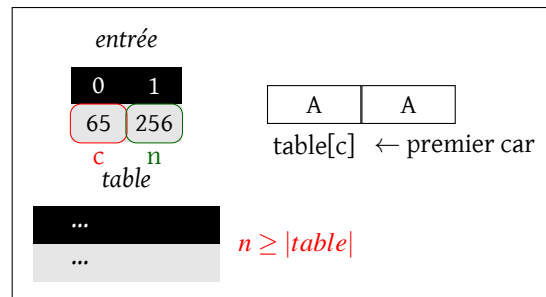 entrée
0 1
65 256
c n
A A
table[c] ← premier car
table
...
...
n ≥ |table|